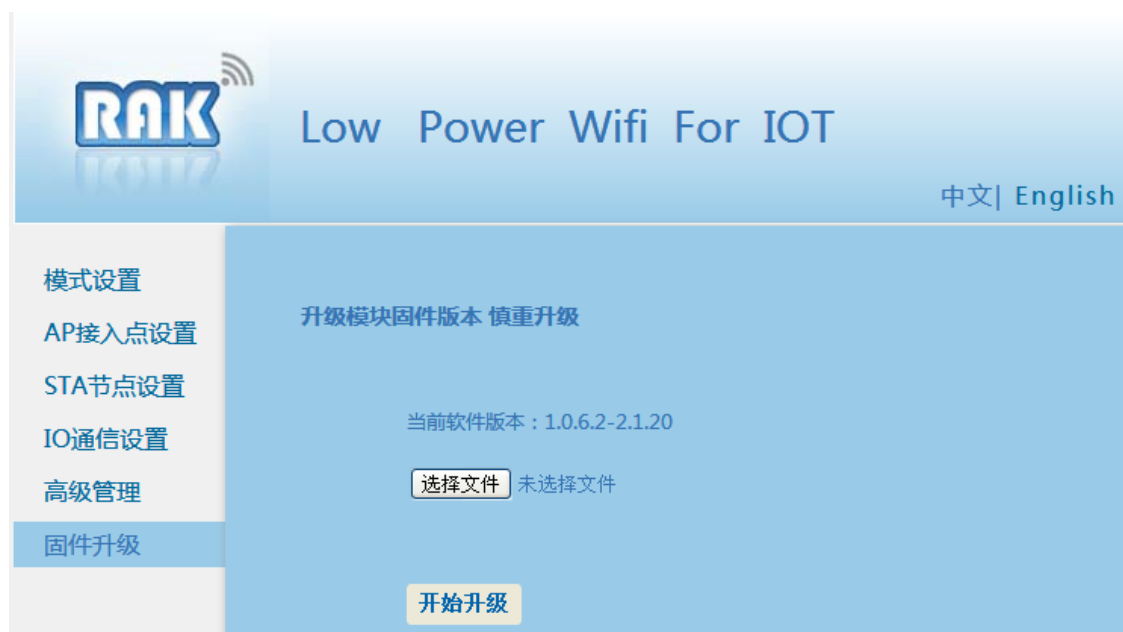 RAK
Low Power Wifi For IOT
中文| English
模式设置
AP接入点设置
STA节点设置
IO通信设置
高级管理
固件升级
升级模块固件版本 慎重升级
当前软件版本：1.0.6.2-2.1.20
选择文件 未选择文件
开始升级